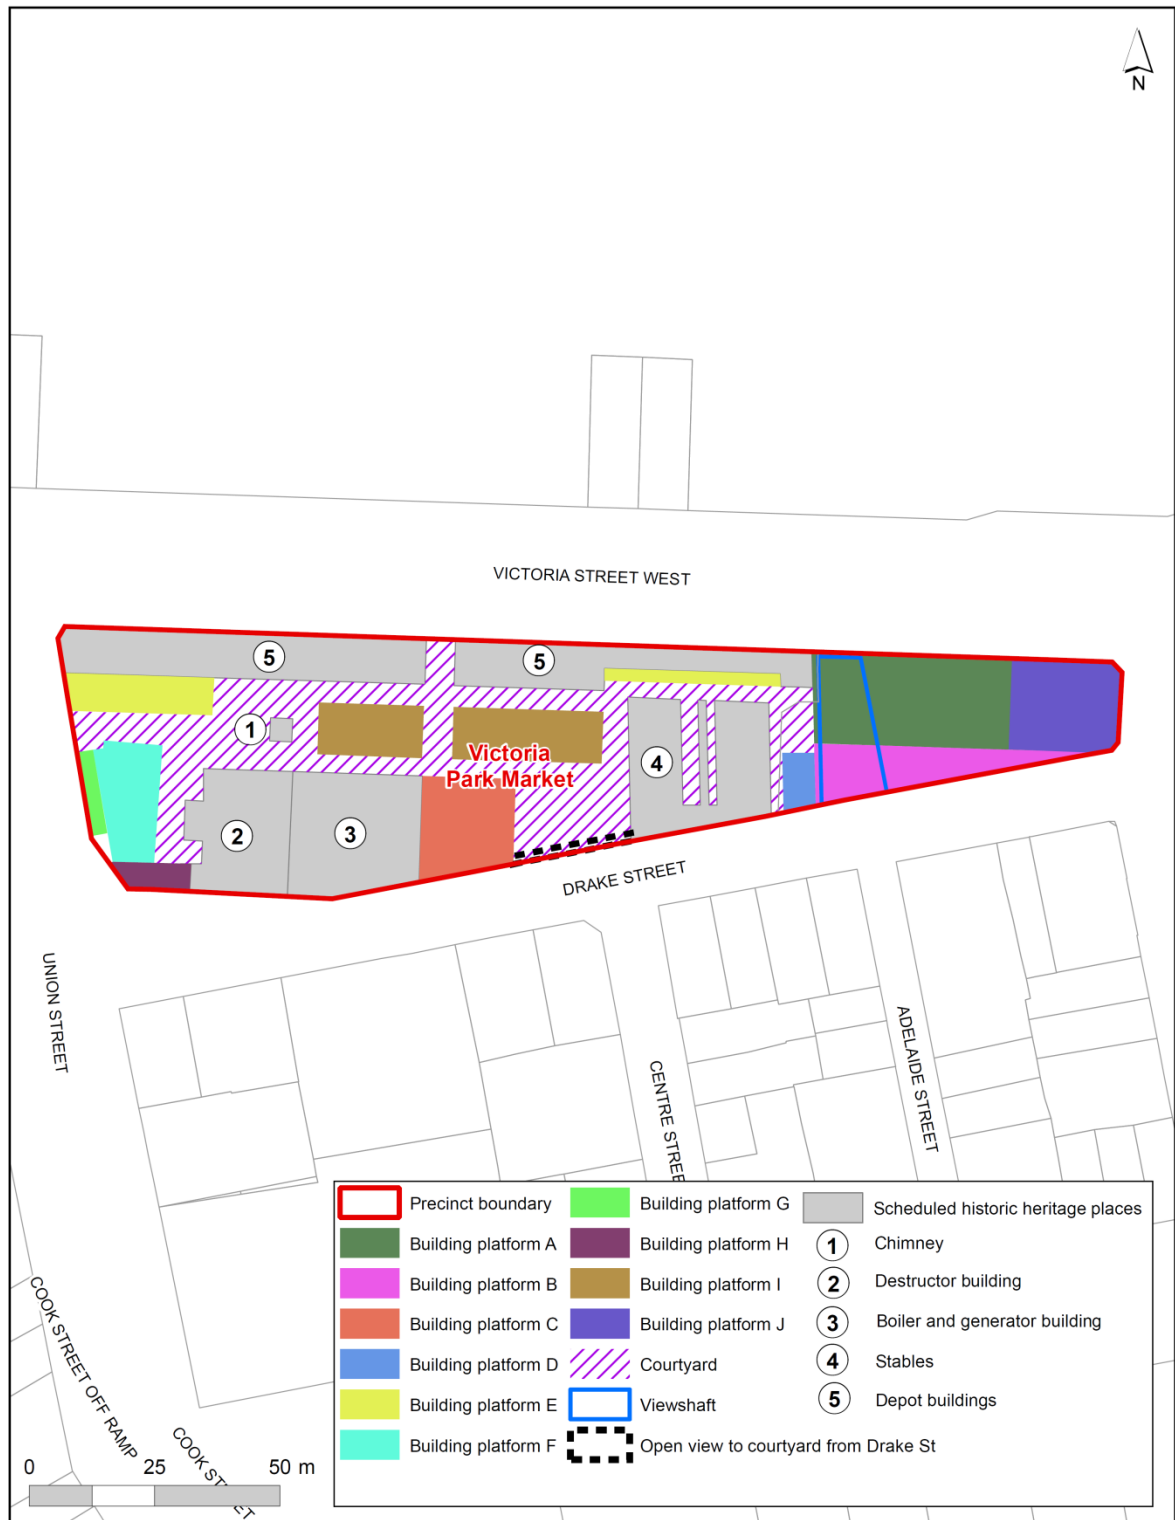 N
VICTORIA STREET WEST
5
5
1
Victoria
Park Market
4
2
3
DRAKE STREET
UNION STREET
CENTRE STREE
ADELAIDE STREET
COOK STREET OFF RAMP
COOK STREET
0 25 50 m
Precinct boundary
Building platform A
Building platform B
Building platform C
Building platform D
Building platform E
Building platform F
Building platform G
Building platform H
Building platform I
Building platform J
Courtyard
Viewshaft
Open view to courtyard from Drake St
Scheduled historic heritage places
1 Chimney
2 Destructor building
3 Boiler and generator building
4 Stables
5 Depot buildings